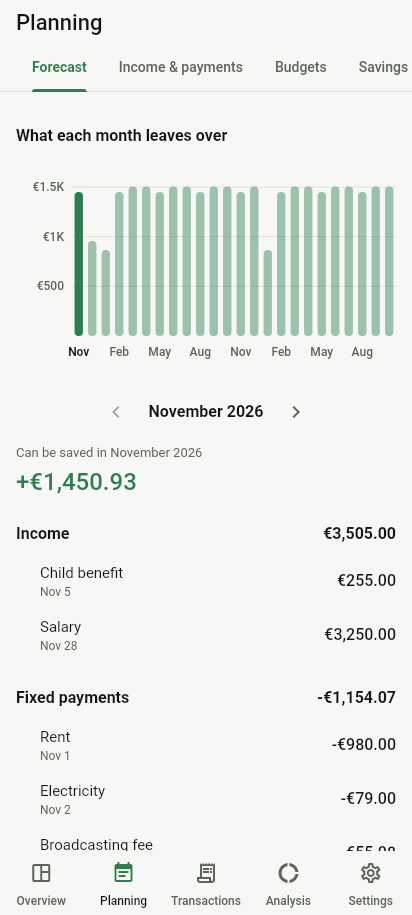 Planning
Forecast
Income & payments
Budgets
Savings
What each month leaves over
€1.5K
€1K
€500
Nov Feb May Aug Nov Feb May Aug
November 2026
Can be saved in November 2026
+€1,450.93
Income €3,505.00
Child benefit €255.00
Nov 5
Salary €3,250.00
Nov 28
Fixed payments -€1,154.07
Rent -€980.00
Nov 1
Electricity -€79.00
Nov 2
Broadcasting fee
Overview Planning Transactions Analysis Settings